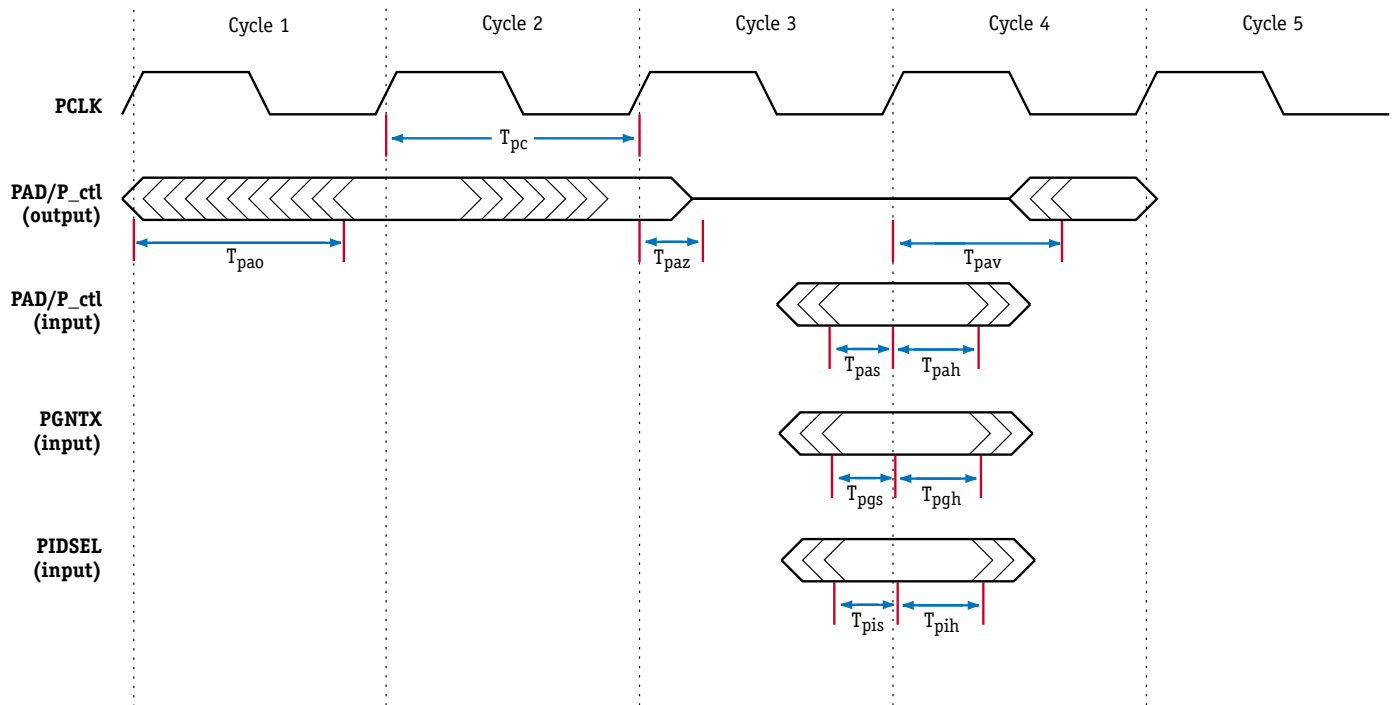 Cycle 1 Cycle 2 Cycle 3 Cycle 4 Cycle 5
PCLK
Tpc
PAD/P_ctl
(output)
Tpao Tpaz Tpav
PAD/P_ctl
(input)
Tpas Tpah
PGNTX
(input)
Tpgs Tpgh
PIDSEL
(input)
Tpis Tpih